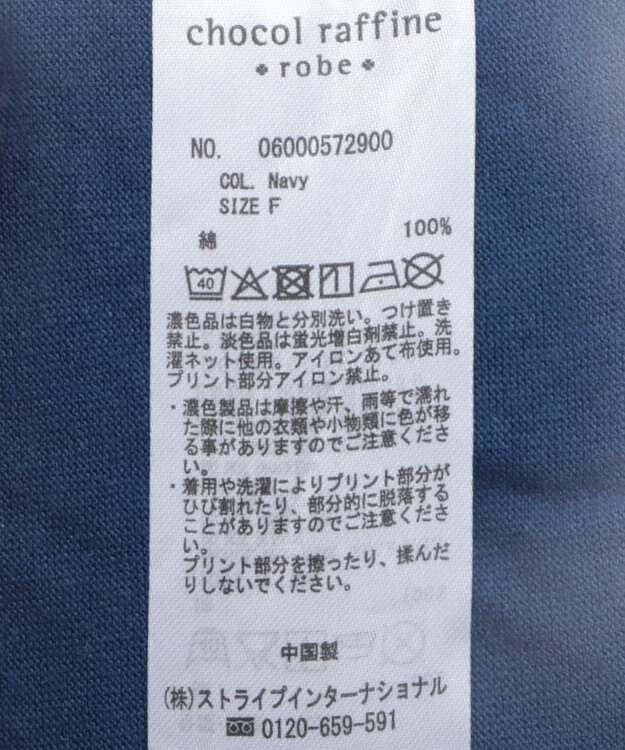 chocol raffine
robe
NO. 06000572900
COL. Navy
SIZE F
綿 100%
40
濃色品は白物と分別洗い。つけ置き
禁止。淡色品は蛍光増白剤禁止。洗
濯ネット使用。アイロンあて布使用。
プリント部分アイロン禁止。
・濃色製品は摩擦や汗、雨等で濡れ
た際に他の衣類や小物類に色が移
る事がありますのでご注意くださ
い。
・着用や洗濯によりプリント部分が
ひび割れたり、部分的に脱落する
ことがありますのでご注意くださ
い。
プリント部分を擦ったり、揉んだ
りしないでください。
中国製
(株)ストライプインターナショナル
0120-659-591